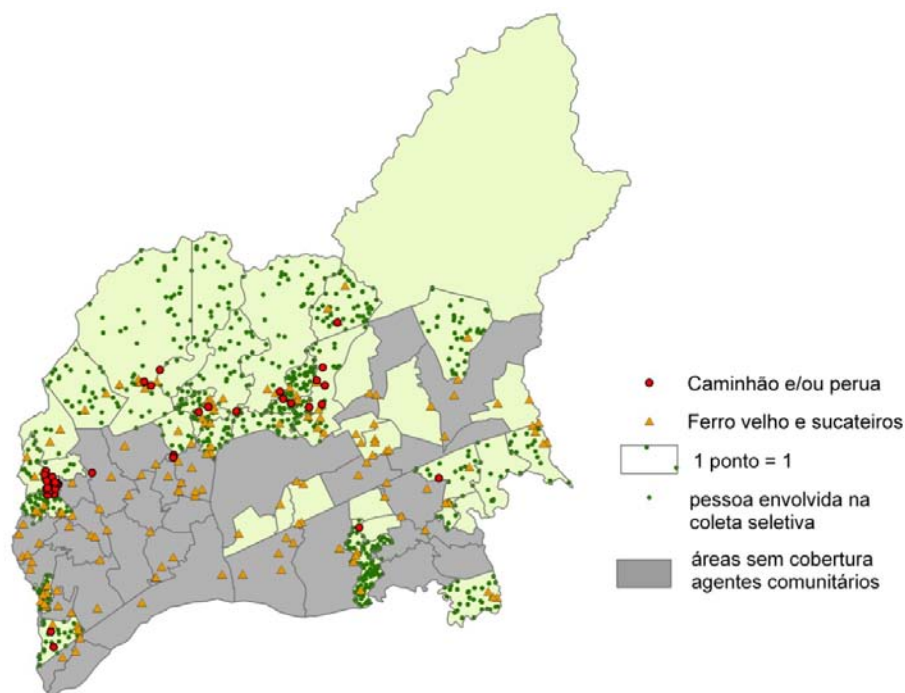 Caminhão e/ou perua
Ferro velho e sucateiros
1 ponto = 1
pessoa envolvida na
coleta seletiva
áreas sem cobertura
agentes comunitários